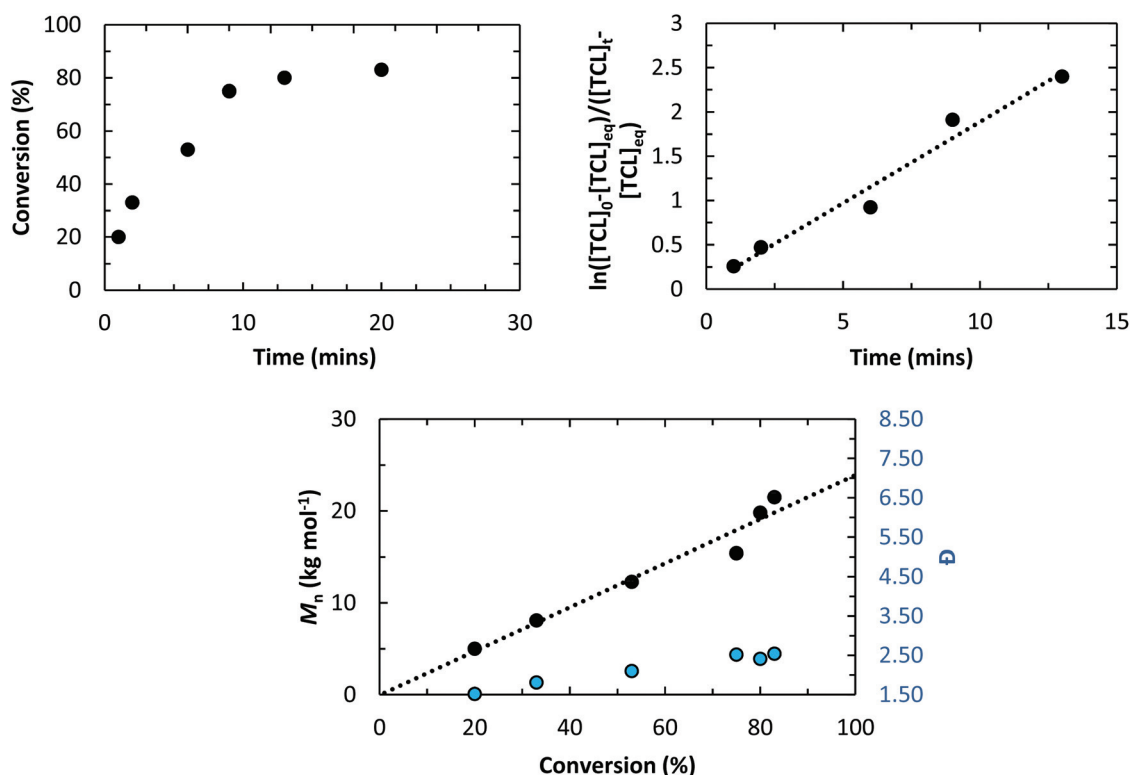 100
80
60
40
20
0
Conversion (%)
0 10 20 30
Time (mins)
3
2.5
2
1.5
1
0.5
0
ln([TCL]0-[TCL]eq)/([TCL]t-
[TCL]eq)
0 5 10 15
Time (mins)
30
20
10
0
Mn (kg mol-1)
8.50
7.50
6.50
5.50
4.50
3.50
2.50
1.50
Đ
0 20 40 60 80 100
Conversion (%)